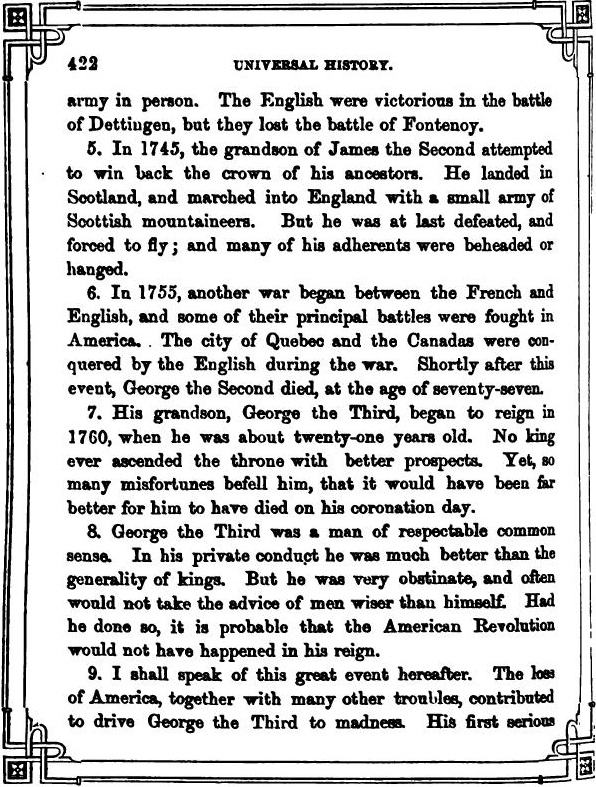 422 UNIVERSAL HISTORY.
army in person. The English were victorious in the battle
of Dettingen, but they lost the battle of Fontenoy.
5. In 1745, the grandson of James the Second attempted
to win back the crown of his ancestors. He landed in
Scotland, and marched into England with a small army of
Scottish mountaineers. But he was at last defeated, and
forced to fly; and many of his adherents were beheaded or
hanged.
6. In 1755, another war began between the French and
English, and some of their principal battles were fought in
America. . The city of Quebec and the Canadas were con-
quered by the English during the war. Shortly after this
event, George the Second died, at the age of seventy-seven.
7. His grandson, George the Third, began to reign in
1760, when he was about twenty-one years old. No king
ever ascended the throne with better prospects. Yet, so
many misfortunes befell him, that it would have been far
better for him to have died on his coronation day.
8. George the Third was a man of respectable common
sense. In his private conduct he was much better than the
generality of kings. But he was very obstinate, and often
would not take the advice of men wiser than himself. Had
he done so, it is probable that the American Revolution
would not have happened in his reign.
9. I shall speak of this great event hereafter. The loss
of America, together with many other troubles, contributed
to drive George the Third to madness. His first serious